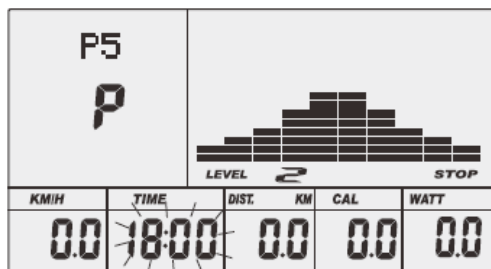 P5
P
LEVEL 2 STOP
KM/H TIME DIST. KM CAL WATT
0.0 18:00 0.0 0.0 0.0